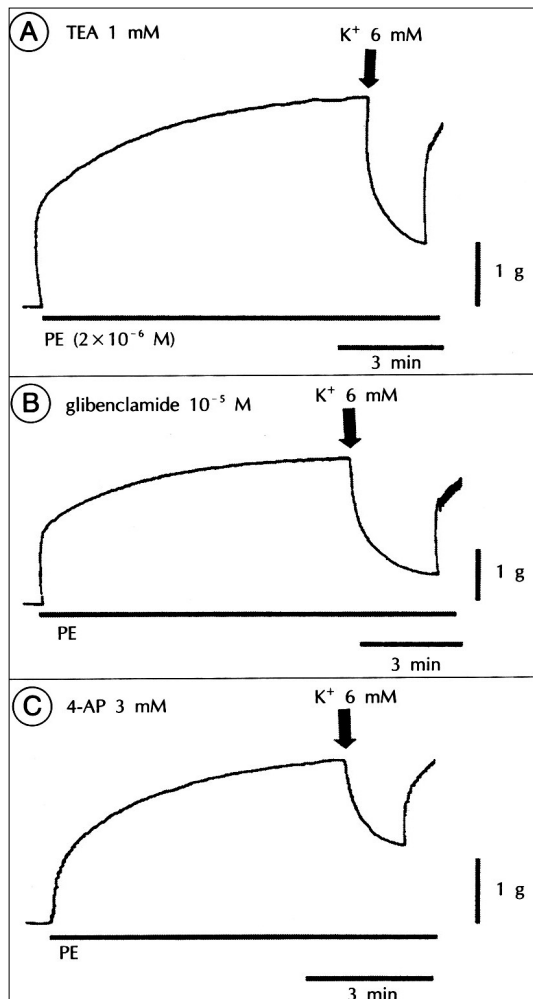 A TEA 1 mM K⁺ 6 mM
1 g
PE (2×10⁻⁶ M)
3 min
B glibenclamide 10⁻⁵ M K⁺ 6 mM
1 g
PE
3 min
C 4-AP 3 mM K⁺ 6 mM
1 g
PE
3 min